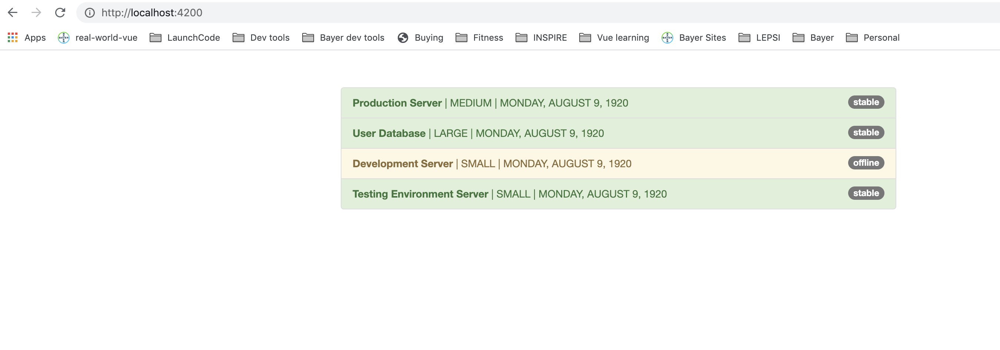 http://localhost:4200
Apps real-world-vue LaunchCode Dev tools Bayer dev tools Buying Fitness INSPIRE Vue learning Bayer Sites LEPSI Bayer Personal
Production Server | MEDIUM | MONDAY, AUGUST 9, 1920 stable
User Database | LARGE | MONDAY, AUGUST 9, 1920 stable
Development Server | SMALL | MONDAY, AUGUST 9, 1920 offline
Testing Environment Server | SMALL | MONDAY, AUGUST 9, 1920 stable